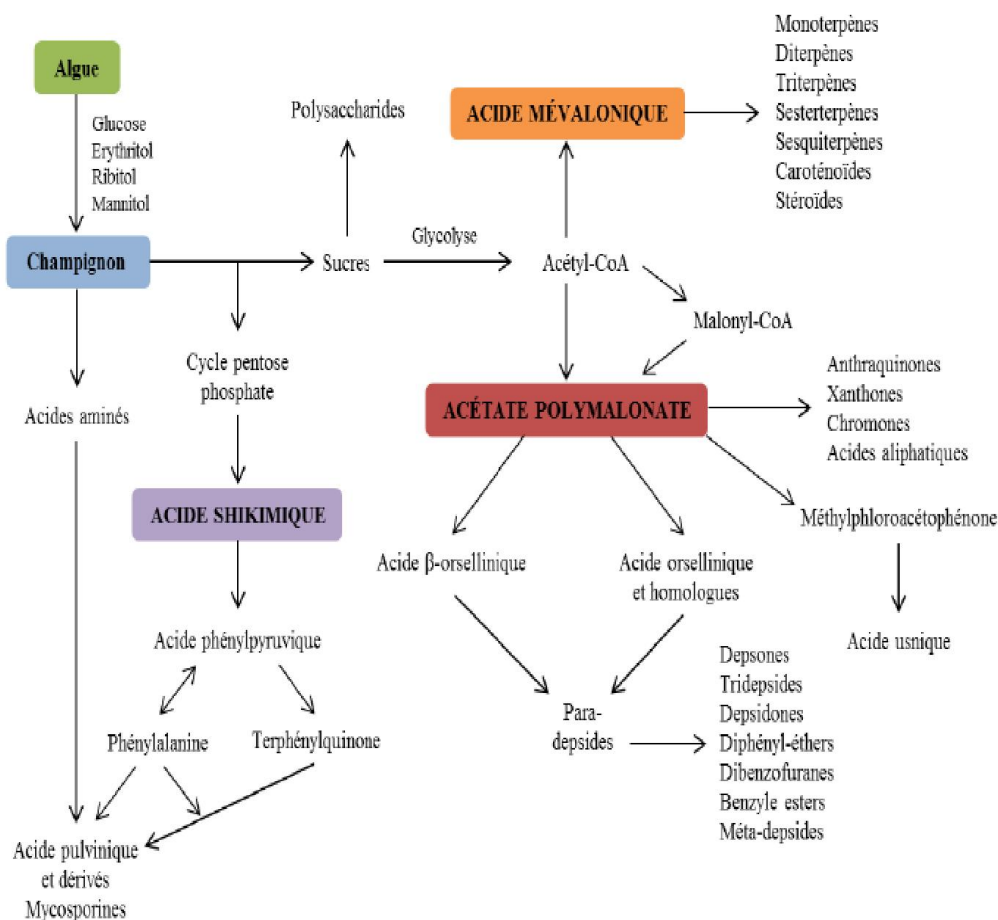 Algue
Glucose
Erythritol
Ribitol
Mannitol
Champignon
Polysaccharides
Sucres
Glycolyse
Acétyl-CoA
ACIDE MÉVALONIQUE
Monoterpènes
Diterpènes
Triterpènes
Sesterterpènes
Sesquiterpènes
Caroténoïdes
Stéroïdes
Malonyl-CoA
Cycle pentose
phosphate
Acides aminés
ACÉTATE POLYMALONATE
Anthraquinones
Xanthones
Chromones
Acides aliphatiques
ACIDE SHIKIMIQUE
Méthylphloroacétophénone
Acide β-orsellinique
Acide orsellinique
et homologues
Acide usnique
Acide phénylpyruvique
Phénylalanine
Terphénylquinone
Para-
depsides
Depsones
Tridepsides
Depsidones
Diphényl-éthers
Dibenzofuranes
Benzyle esters
Méta-depsides
Acide pulvinique
et dérivés
Mycosporines